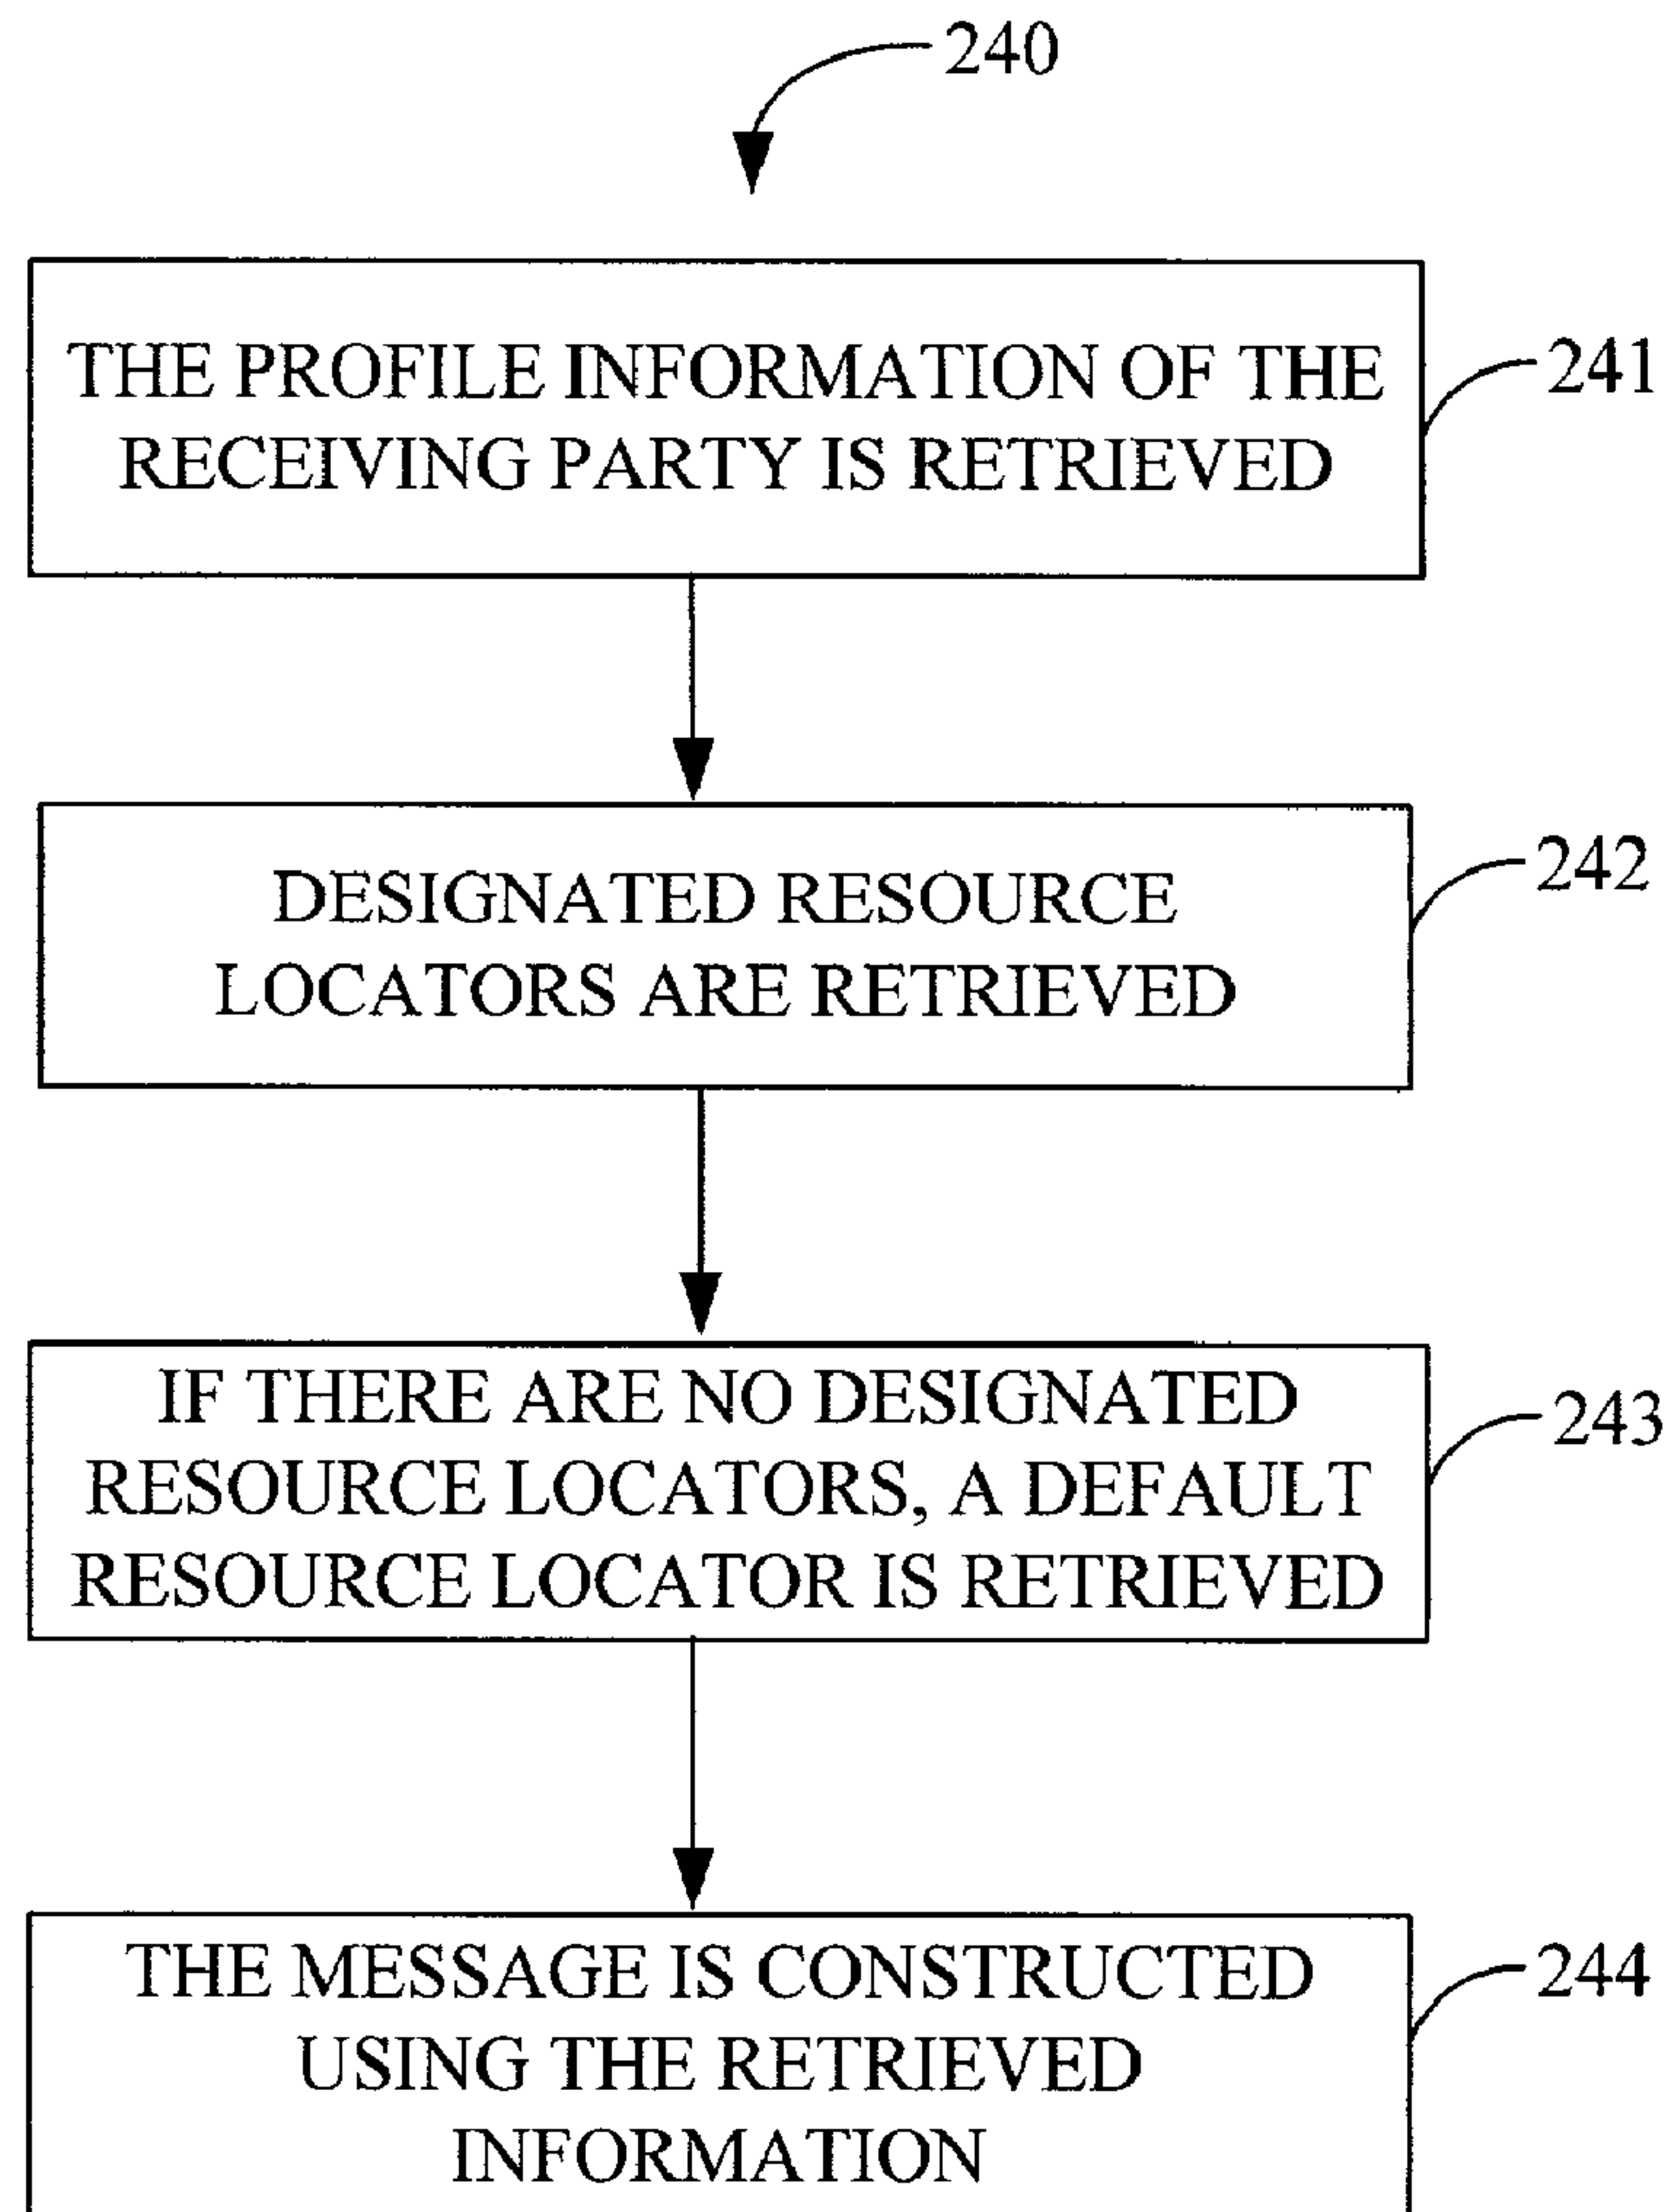 240
THE PROFILE INFORMATION OF THE
RECEIVING PARTY IS RETRIEVED
241
DESIGNATED RESOURCE
LOCATORS ARE RETRIEVED
242
IF THERE ARE NO DESIGNATED
RESOURCE LOCATORS, A DEFAULT
RESOURCE LOCATOR IS RETRIEVED
243
THE MESSAGE IS CONSTRUCTED
USING THE RETRIEVED
INFORMATION
244